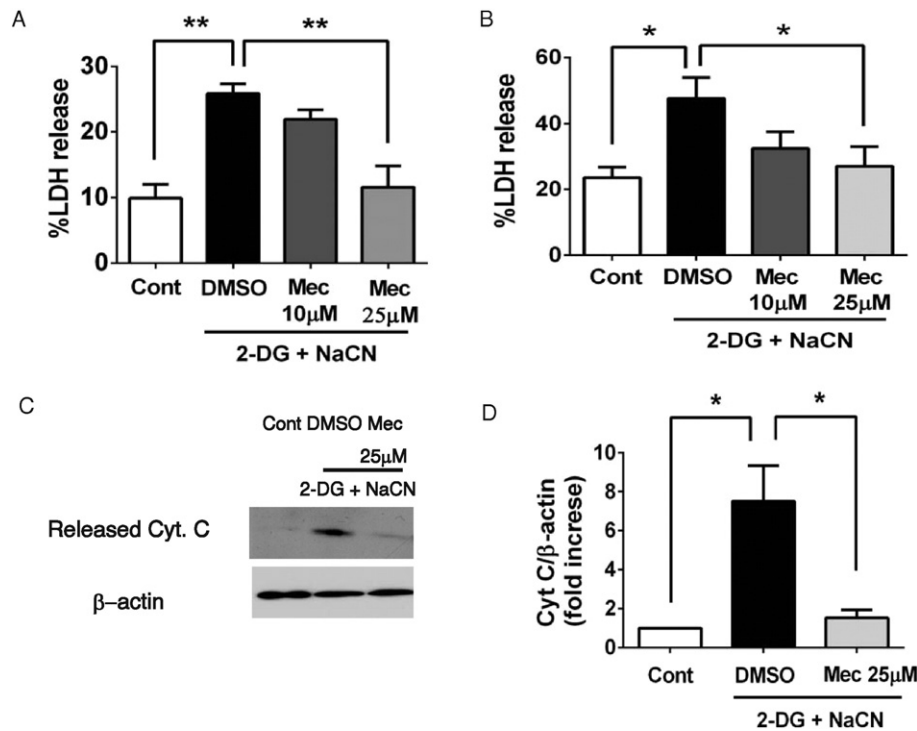 A
** **
%LDH release
30
20
10
0
Cont DMSO Mec 10μM Mec 25μM
2-DG + NaCN
B
* *
%LDH release
60
40
20
0
Cont DMSO Mec 10μM Mec 25μM
2-DG + NaCN
C
Cont DMSO Mec
25μM
2-DG + NaCN
Released Cyt. C
β-actin
D
* *
Cyt C/β-actin
(fold increse)
10
8
6
4
2
0
Cont DMSO Mec 25μM
2-DG + NaCN